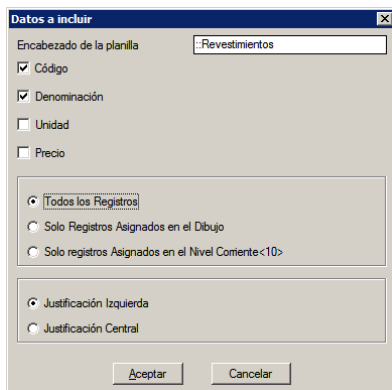 Datos a incluir
Encabezado de la planilla ::Revestimientos
Código
Denominación
Unidad
Precio
Todos los Registros
Solo Registros Asignados en el Dibujo
Solo registros Asignados en el Nivel Corriente<10>
Justificación Izquierda
Justificación Central
Aceptar Cancelar